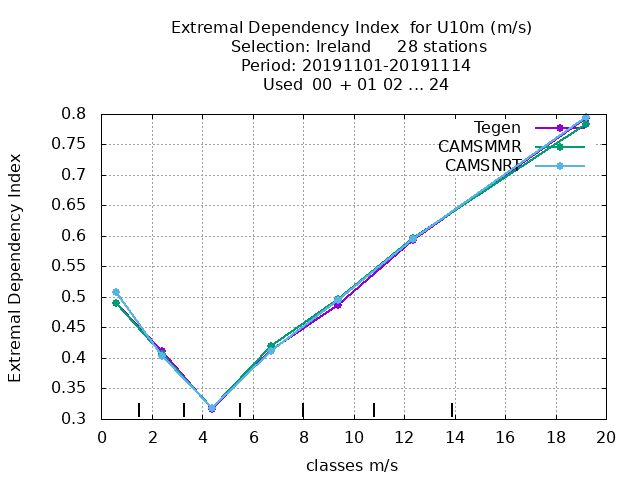 Extremal Dependency Index  for U10m (m/s)
Selection: Ireland     28 stations
Period: 20191101-20191114
Used  00 + 01 02 ... 24
Extremal Dependency Index
0.8
0.75
0.7
0.65
0.6
0.55
0.5
0.45
0.4
0.35
0.3
Tegen
CAMSMMR
CAMSNRT
0 2 4 6 8 10 12 14 16 18 20
classes m/s